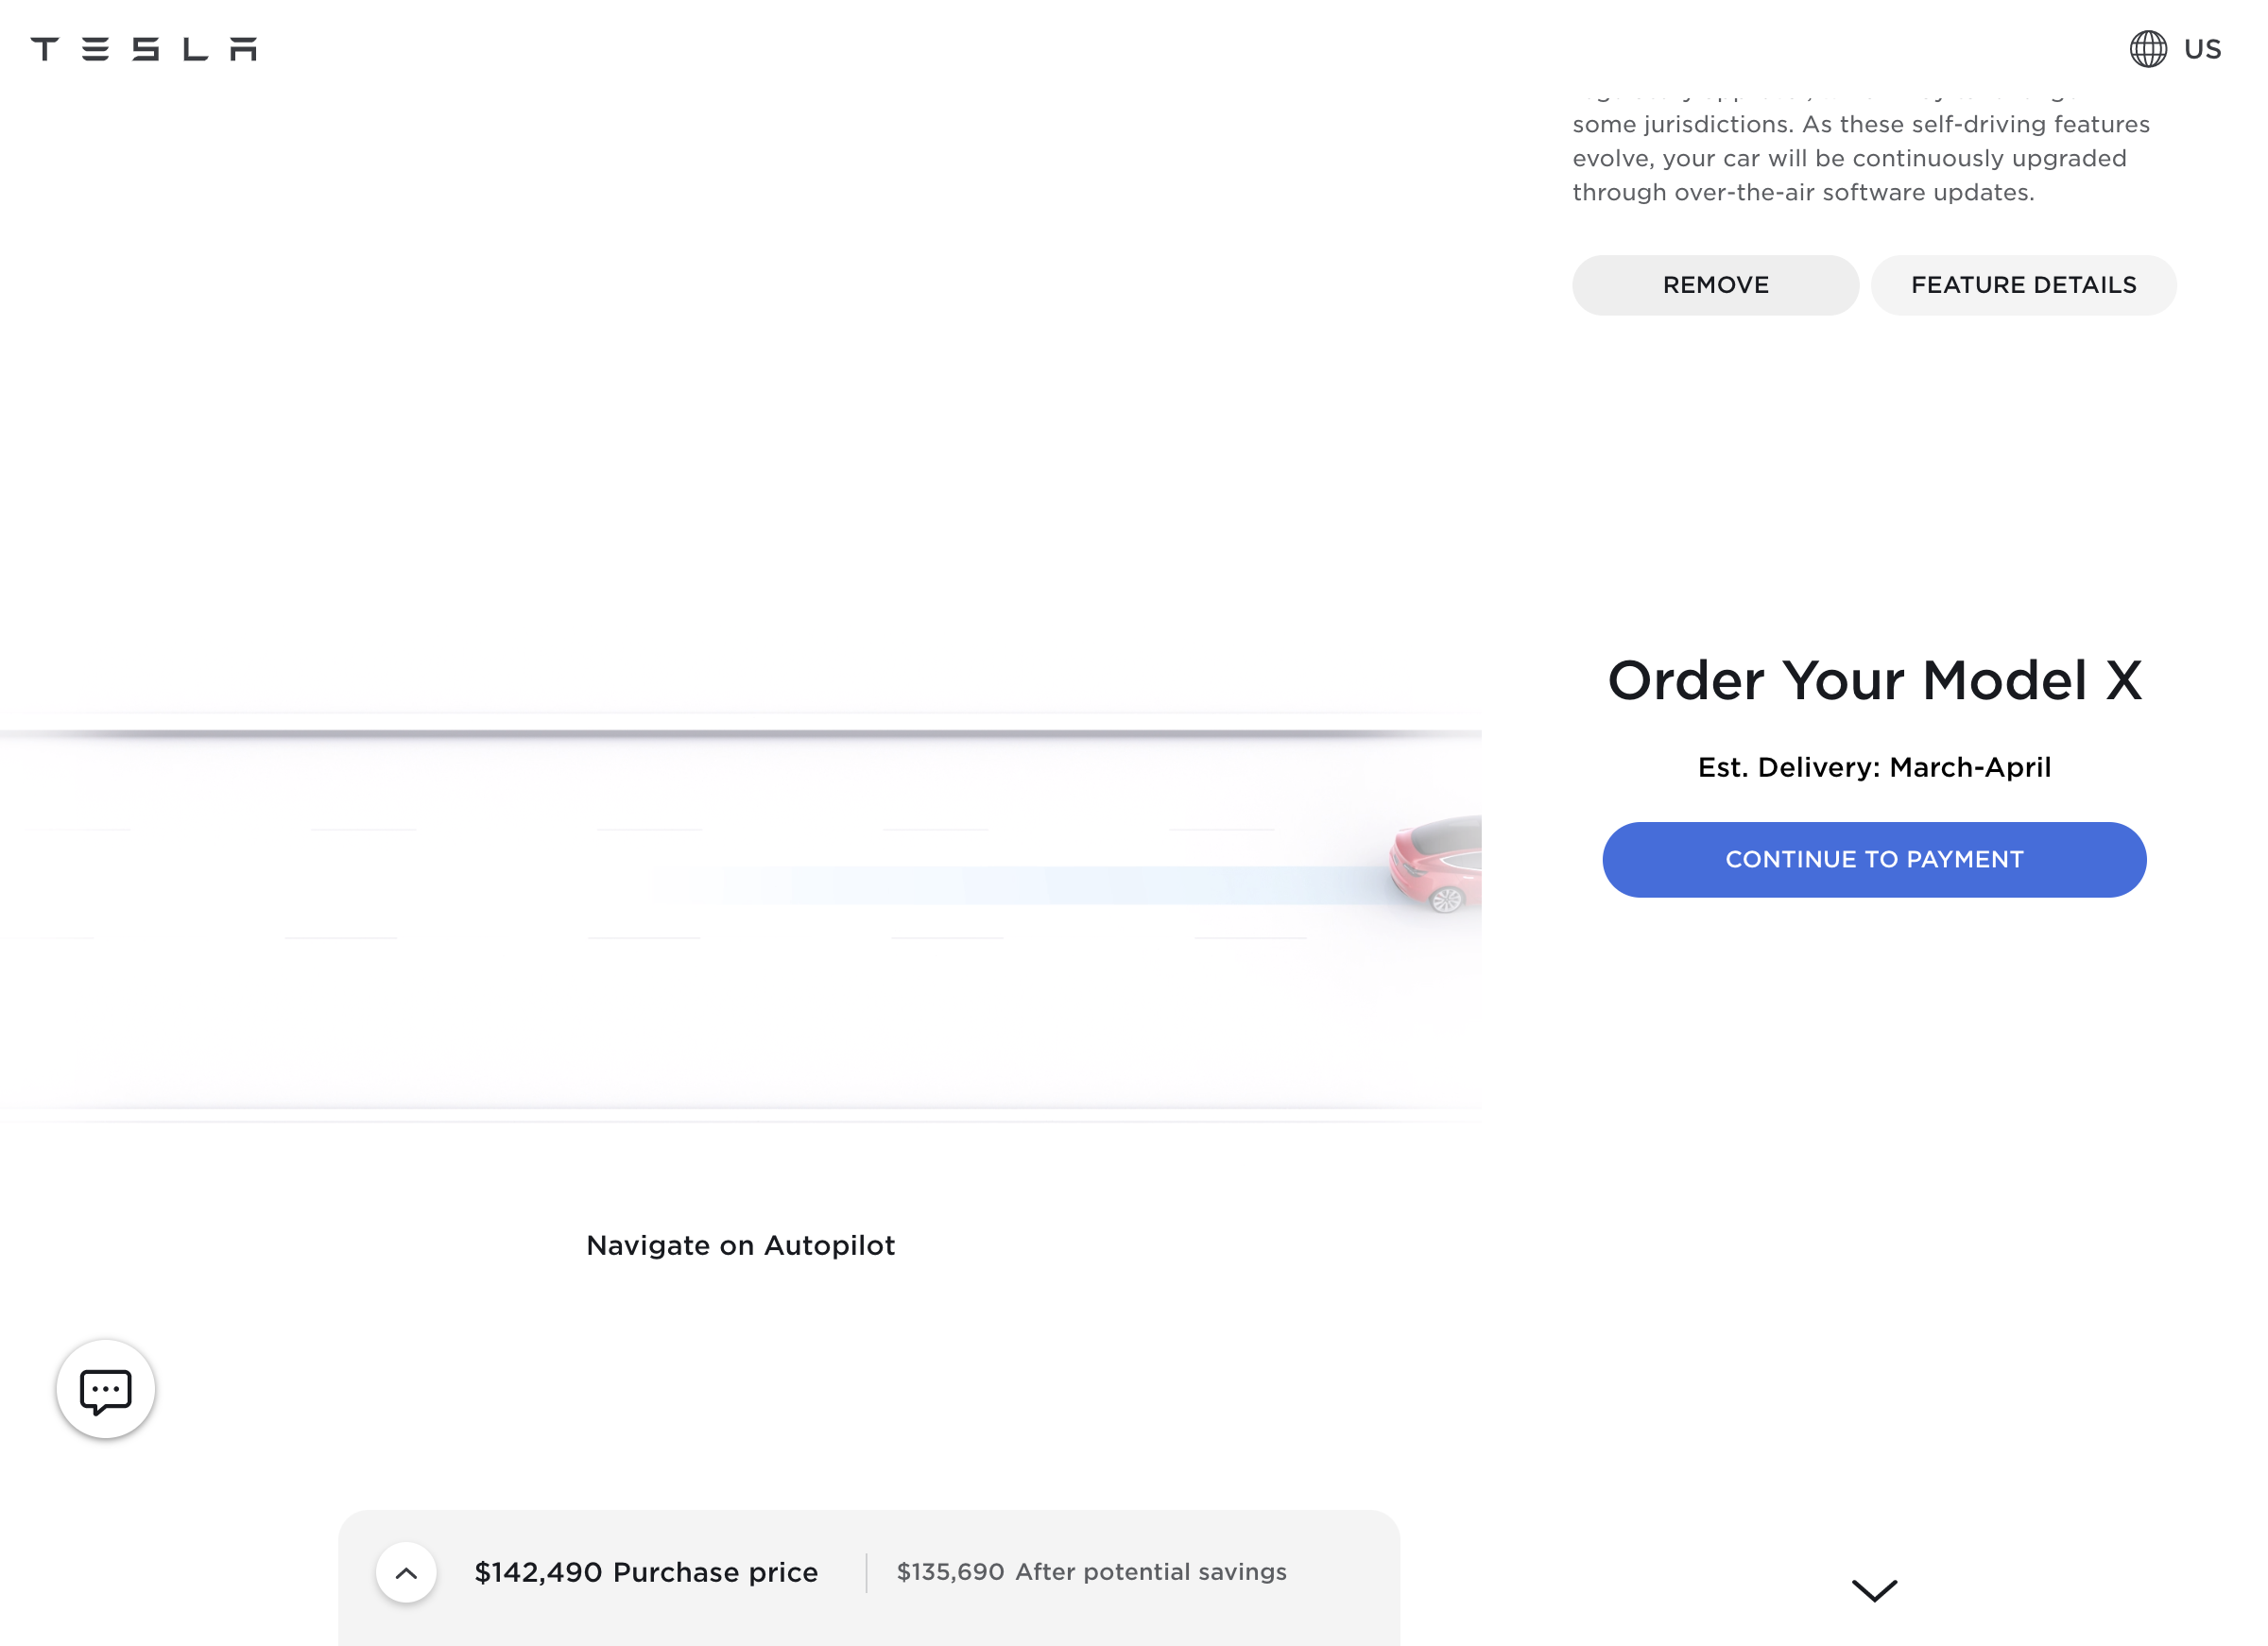 TESLA
US
some jurisdictions. As these self-driving features
evolve, your car will be continuously upgraded
through over-the-air software updates.
REMOVE
FEATURE DETAILS
Order Your Model X
Est. Delivery: March-April
CONTINUE TO PAYMENT
Navigate on Autopilot
$142,490 Purchase price
$135,690 After potential savings